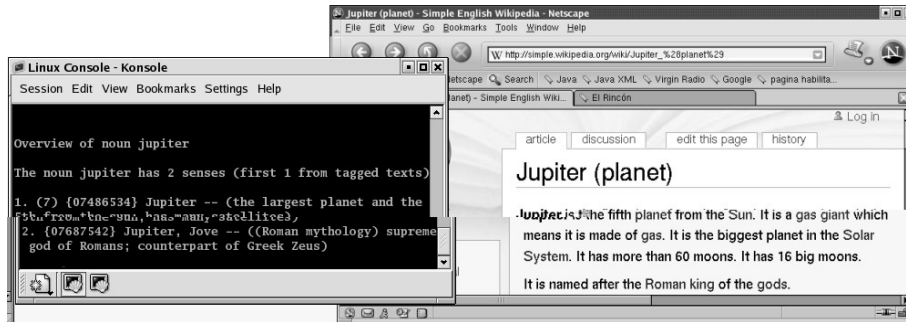 Jupiter (planet) - Simple English Wikipedia - Netscape
File Edit View Go Bookmarks Tools Window Help
W http://simple.wikipedia.org/wiki/Jupiter_%28planet%29
etscape Search Java Java XML Virgin Radio Google pagina habilita...
lanet) - Simple English Wiki... El Rincón
Log in
article discussion edit this page history
Jupiter (planet)
Jupiter is the fifth planet from the Sun. It is a gas giant which
means it is made of gas. It is the biggest planet in the Solar
System. It has more than 60 moons. It has 16 big moons.
It is named after the Roman king of the gods.
Linux Console - Konsole
Session Edit View Bookmarks Settings Help
Overview of noun jupiter
The noun jupiter has 2 senses (first 1 from tagged texts)
1. (7) {07486534} Jupiter -- (the largest planet and the
2. (07687542} Jupiter, Jove -- ((Roman mythology) supreme
god of Romans; counterpart of Greek Zeus)